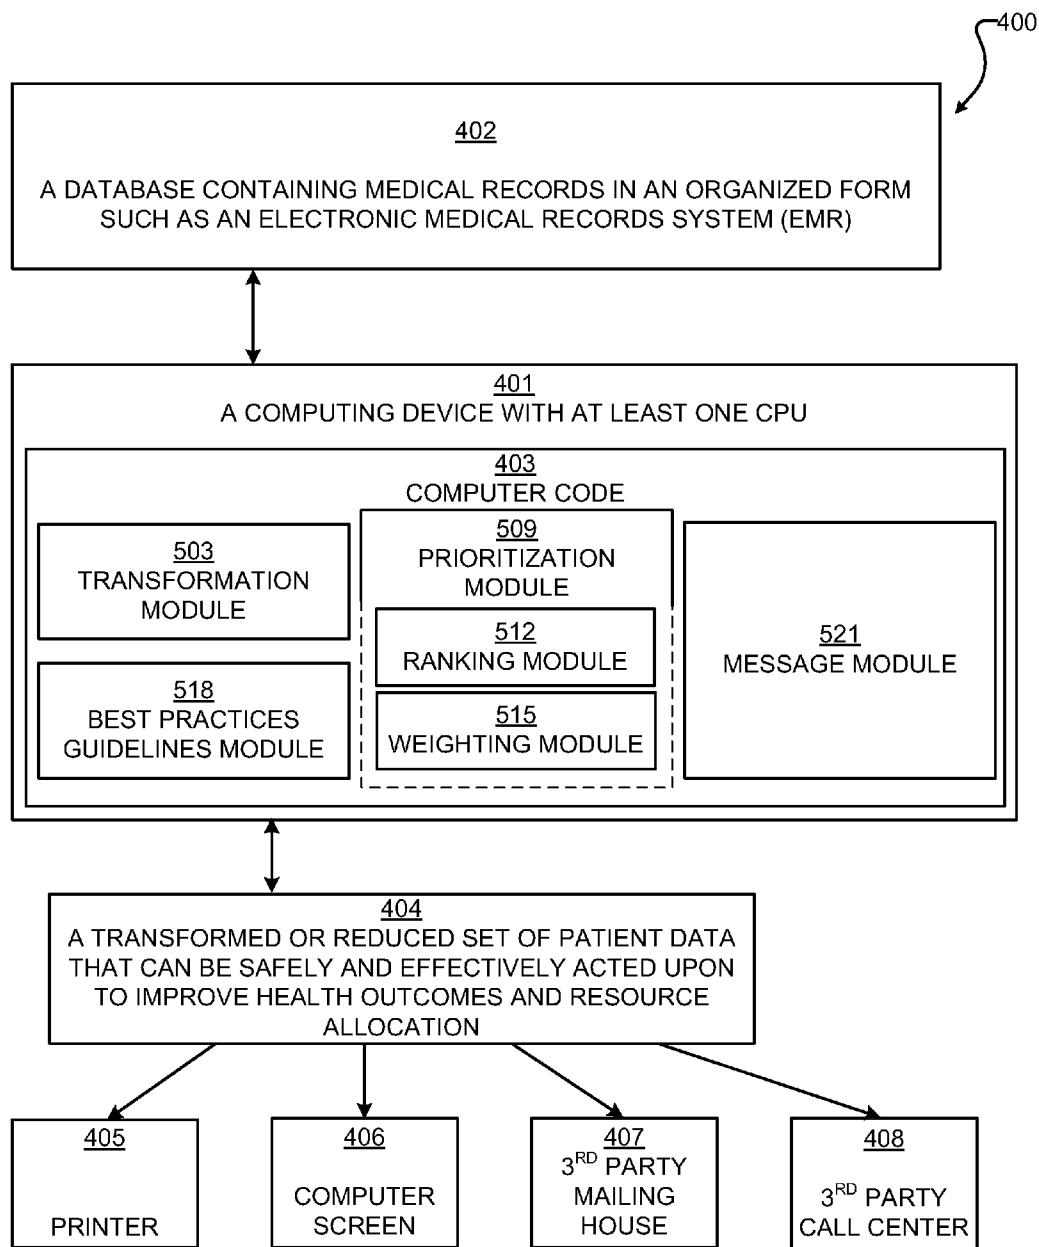 400
402
A DATABASE CONTAINING MEDICAL RECORDS IN AN ORGANIZED FORM
SUCH AS AN ELECTRONIC MEDICAL RECORDS SYSTEM (EMR)
401
A COMPUTING DEVICE WITH AT LEAST ONE CPU
403
COMPUTER CODE
503
TRANSFORMATION
MODULE
518
BEST PRACTICES
GUIDELINES MODULE
509
PRIORITIZATION
MODULE
512
RANKING MODULE
515
WEIGHTING MODULE
521
MESSAGE MODULE
404
A TRANSFORMED OR REDUCED SET OF PATIENT DATA
THAT CAN BE SAFELY AND EFFECTIVELY ACTED UPON
TO IMPROVE HEALTH OUTCOMES AND RESOURCE
ALLOCATION
405
PRINTER
406
COMPUTER
SCREEN
407
3RD PARTY
MAILING
HOUSE
408
3RD PARTY
CALL CENTER